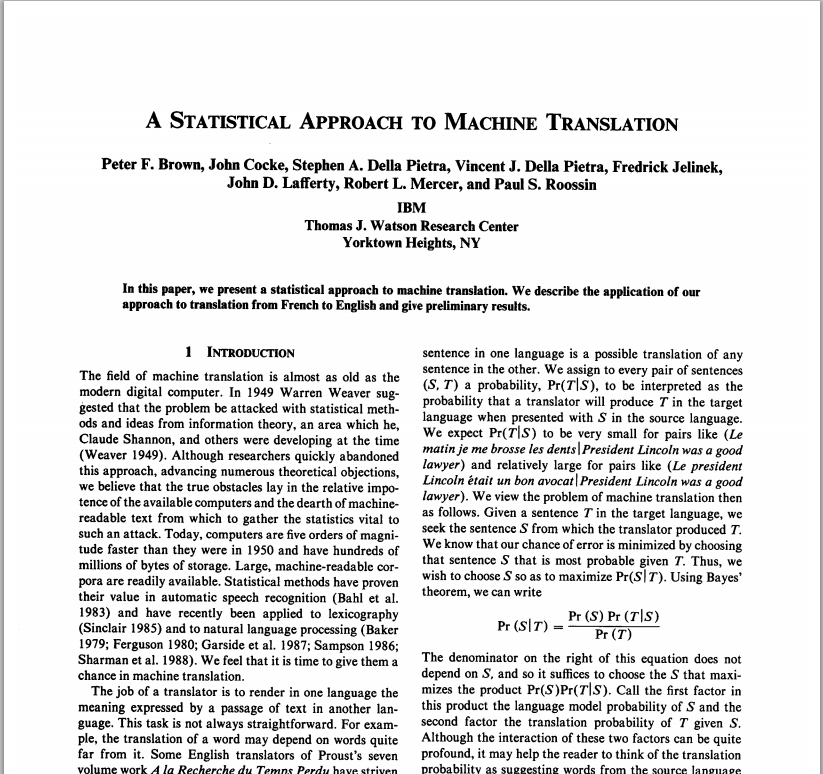 A STATISTICAL APPROACH TO MACHINE TRANSLATION
Peter F. Brown, John Cocke, Stephen A. Della Pietra, Vincent J. Della Pietra, Fredrick Jelinek,
John D. Lafferty, Robert L. Mercer, and Paul S. Roossin
IBM
Thomas J. Watson Research Center
Yorktown Heights, NY
In this paper, we present a statistical approach to machine translation. We describe the application of our
approach to translation from French to English and give preliminary results.
1 INTRODUCTION
The field of machine translation is almost as old as the
modern digital computer. In 1949 Warren Weaver sug-
gested that the problem be attacked with statistical meth-
ods and ideas from information theory, an area which he,
Claude Shannon, and others were developing at the time
(Weaver 1949). Although researchers quickly abandoned
this approach, advancing numerous theoretical objections,
we believe that the true obstacles lay in the relative impo-
tence of the available computers and the dearth of machine-
readable text from which to gather the statistics vital to
such an attack. Today, computers are five orders of magni-
tude faster than they were in 1950 and have hundreds of
millions of bytes of storage. Large, machine-readable cor-
pora are readily available. Statistical methods have proven
their value in automatic speech recognition (Bahl et al.
1983) and have recently been applied to lexicography
(Sinclair 1985) and to natural language processing (Baker
1979; Ferguson 1980; Garside et al. 1987; Sampson 1986;
Sharman et al. 1988). We feel that it is time to give them a
chance in machine translation.
The job of a translator is to render in one language the
meaning expressed by a passage of text in another lan-
guage. This task is not always straightforward. For exam-
ple, the translation of a word may depend on words quite
far from it. Some English translators of Proust's seven
volume work A la Recherche du Temps Perdu have striven
sentence in one language is a possible translation of any
sentence in the other. We assign to every pair of sentences
(S, T) a probability, Pr(T|S), to be interpreted as the
probability that a translator will produce T in the target
language when presented with S in the source language.
We expect Pr(T|S) to be very small for pairs like (Le
matin je me brosse les dents|President Lincoln was a good
lawyer) and relatively large for pairs like (Le president
Lincoln était un bon avocat|President Lincoln was a good
lawyer). We view the problem of machine translation then
as follows. Given a sentence T in the target language, we
seek the sentence S from which the translator produced T.
We know that our chance of error is minimized by choosing
that sentence S that is most probable given T. Thus, we
wish to choose S so as to maximize Pr(S|T). Using Bayes'
theorem, we can write
Pr (S|T) = Pr (S) Pr (T|S) / Pr (T)
The denominator on the right of this equation does not
depend on S, and so it suffices to choose the S that maxi-
mizes the product Pr(S)Pr(T|S). Call the first factor in
this product the language model probability of S and the
second factor the translation probability of T given S.
Although the interaction of these two factors can be quite
profound, it may help the reader to think of the translation
probability as suggesting words from the source language